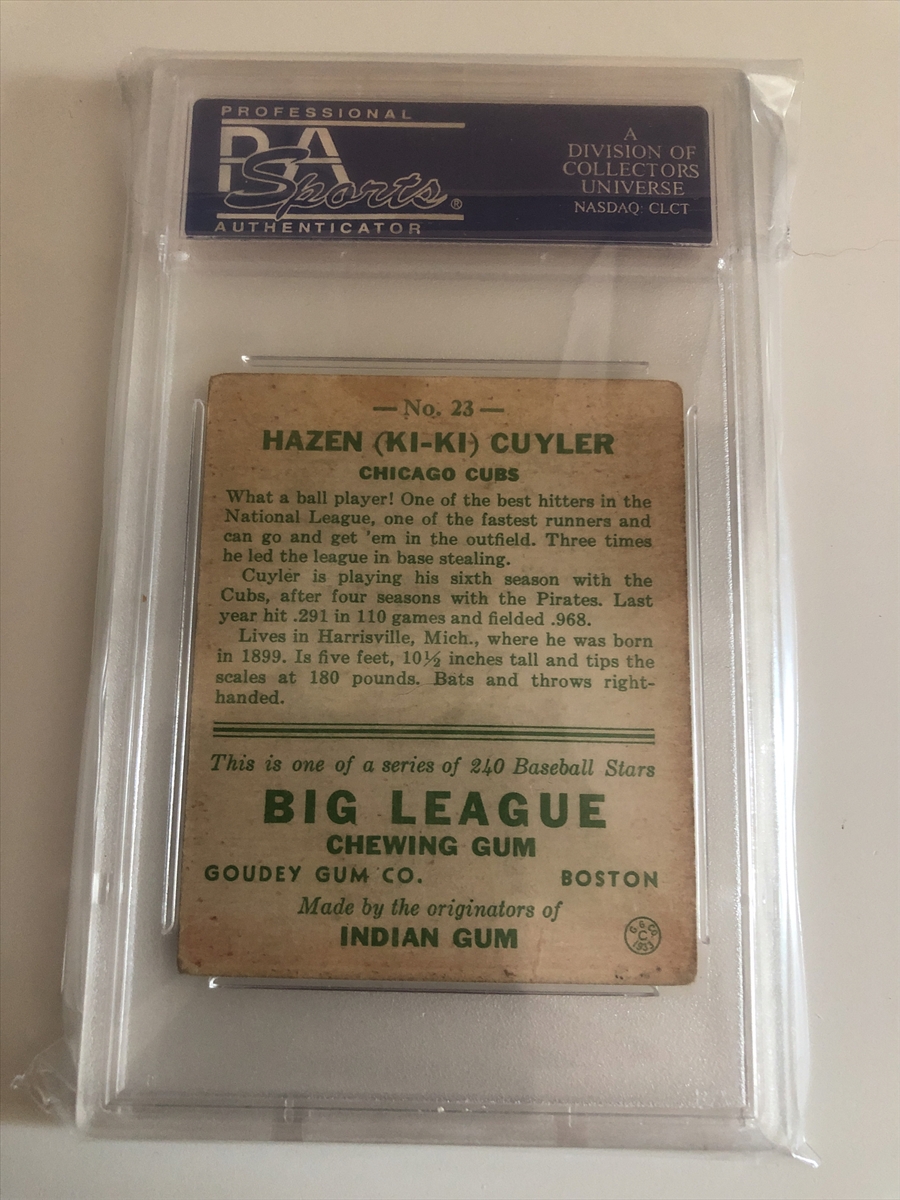 PROFESSIONAL
PSA
Sports®
AUTHENTICATOR
A
DIVISION OF
COLLECTORS
UNIVERSE
NASDAQ: CLCT
— No. 23 —
HAZEN (KI-KI) CUYLER
CHICAGO CUBS
What a ball player! One of the best hitters in the
National League, one of the fastest runners and
can go and get 'em in the outfield. Three times
he led the league in base stealing.
Cuyler is playing his sixth season with the
Cubs, after four seasons with the Pirates. Last
year hit .291 in 110 games and fielded .968.
Lives in Harrisville, Mich., where he was born
in 1899. Is five feet, 10½ inches tall and tips the
scales at 180 pounds. Bats and throws right-
handed.
This is one of a series of 240 Baseball Stars
BIG LEAGUE
CHEWING GUM
GOUDEY GUM CO. BOSTON
Made by the originators of
INDIAN GUM
G. G. CO.
C
1933